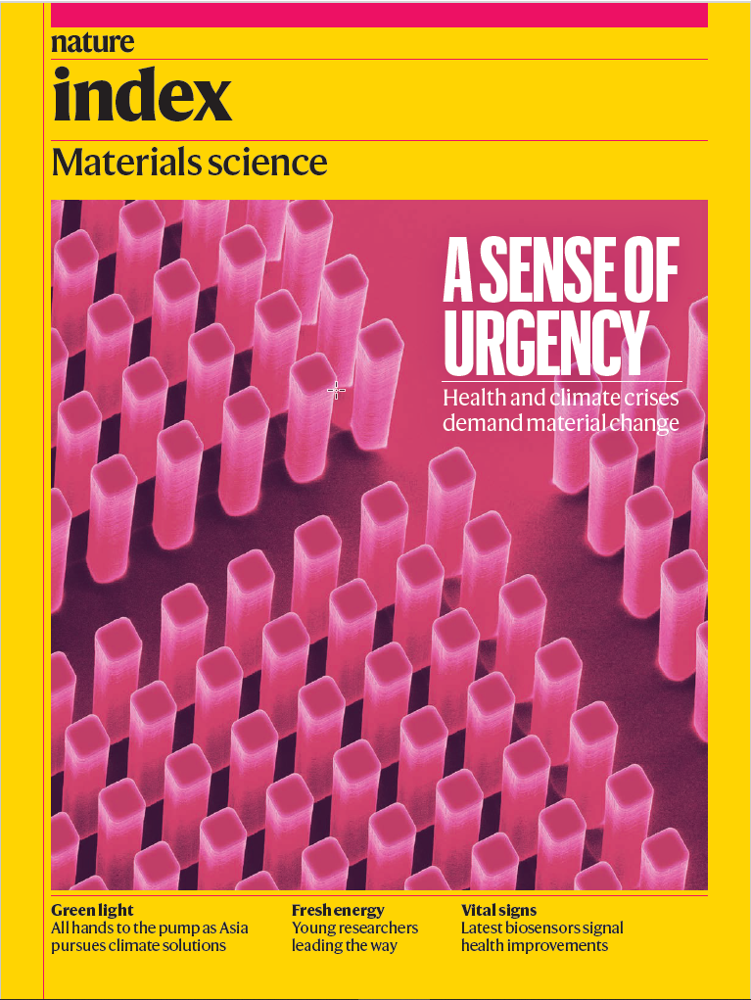 nature
index
Materials science
A SENSE OF
URGENCY
Health and climate crises
demand material change
Green light
All hands to the pump as Asia
pursues climate solutions
Fresh energy
Young researchers
leading the way
Vital signs
Latest biosensors signal
health improvements